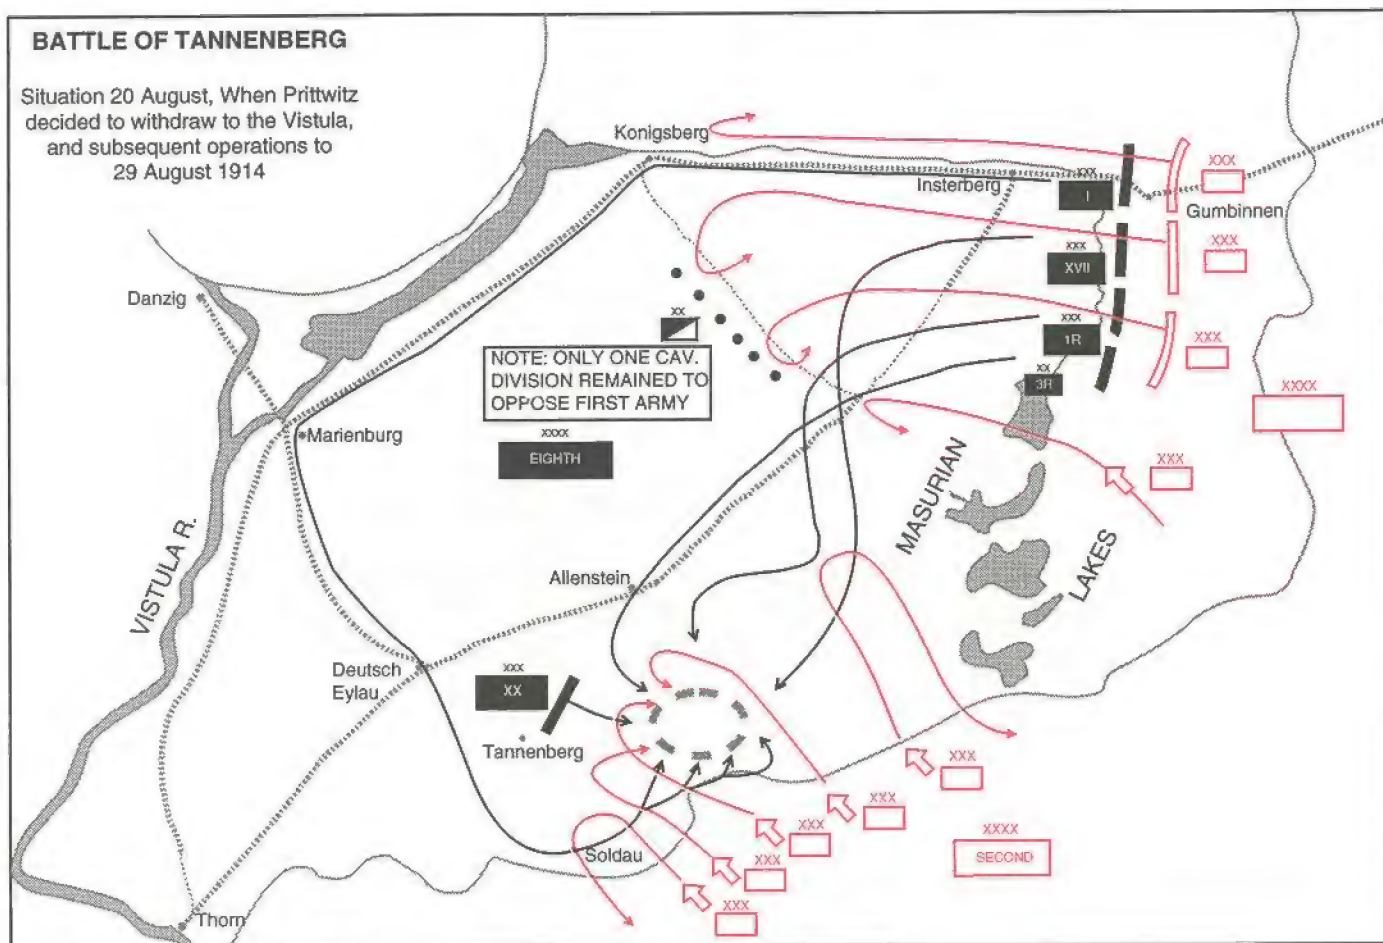 BATTLE OF TANNENBERG
Situation 20 August, When Prittwitz
decided to withdraw to the Vistula,
and subsequent operations to
29 August 1914
Konigsberg
Insterberg
XXX
I
XXX
Gumbinnen
XXX
XVII
XXX
Danzig
XX
XXX
1R
XXX
NOTE: ONLY ONE CAV.
DIVISION REMAINED TO
OPPOSE FIRST ARMY
XX
3R
XXXX
Marienburg
XXXX
EIGHTH
XXX
MASURIAN
LAKES
VISTULA R.
Allenstein
Deutsch
Eylau
XXX
XX
Tannenberg
XXX
XXX
XXX
XXXX
SECOND
Soldau
XXX
XXX
Thorn